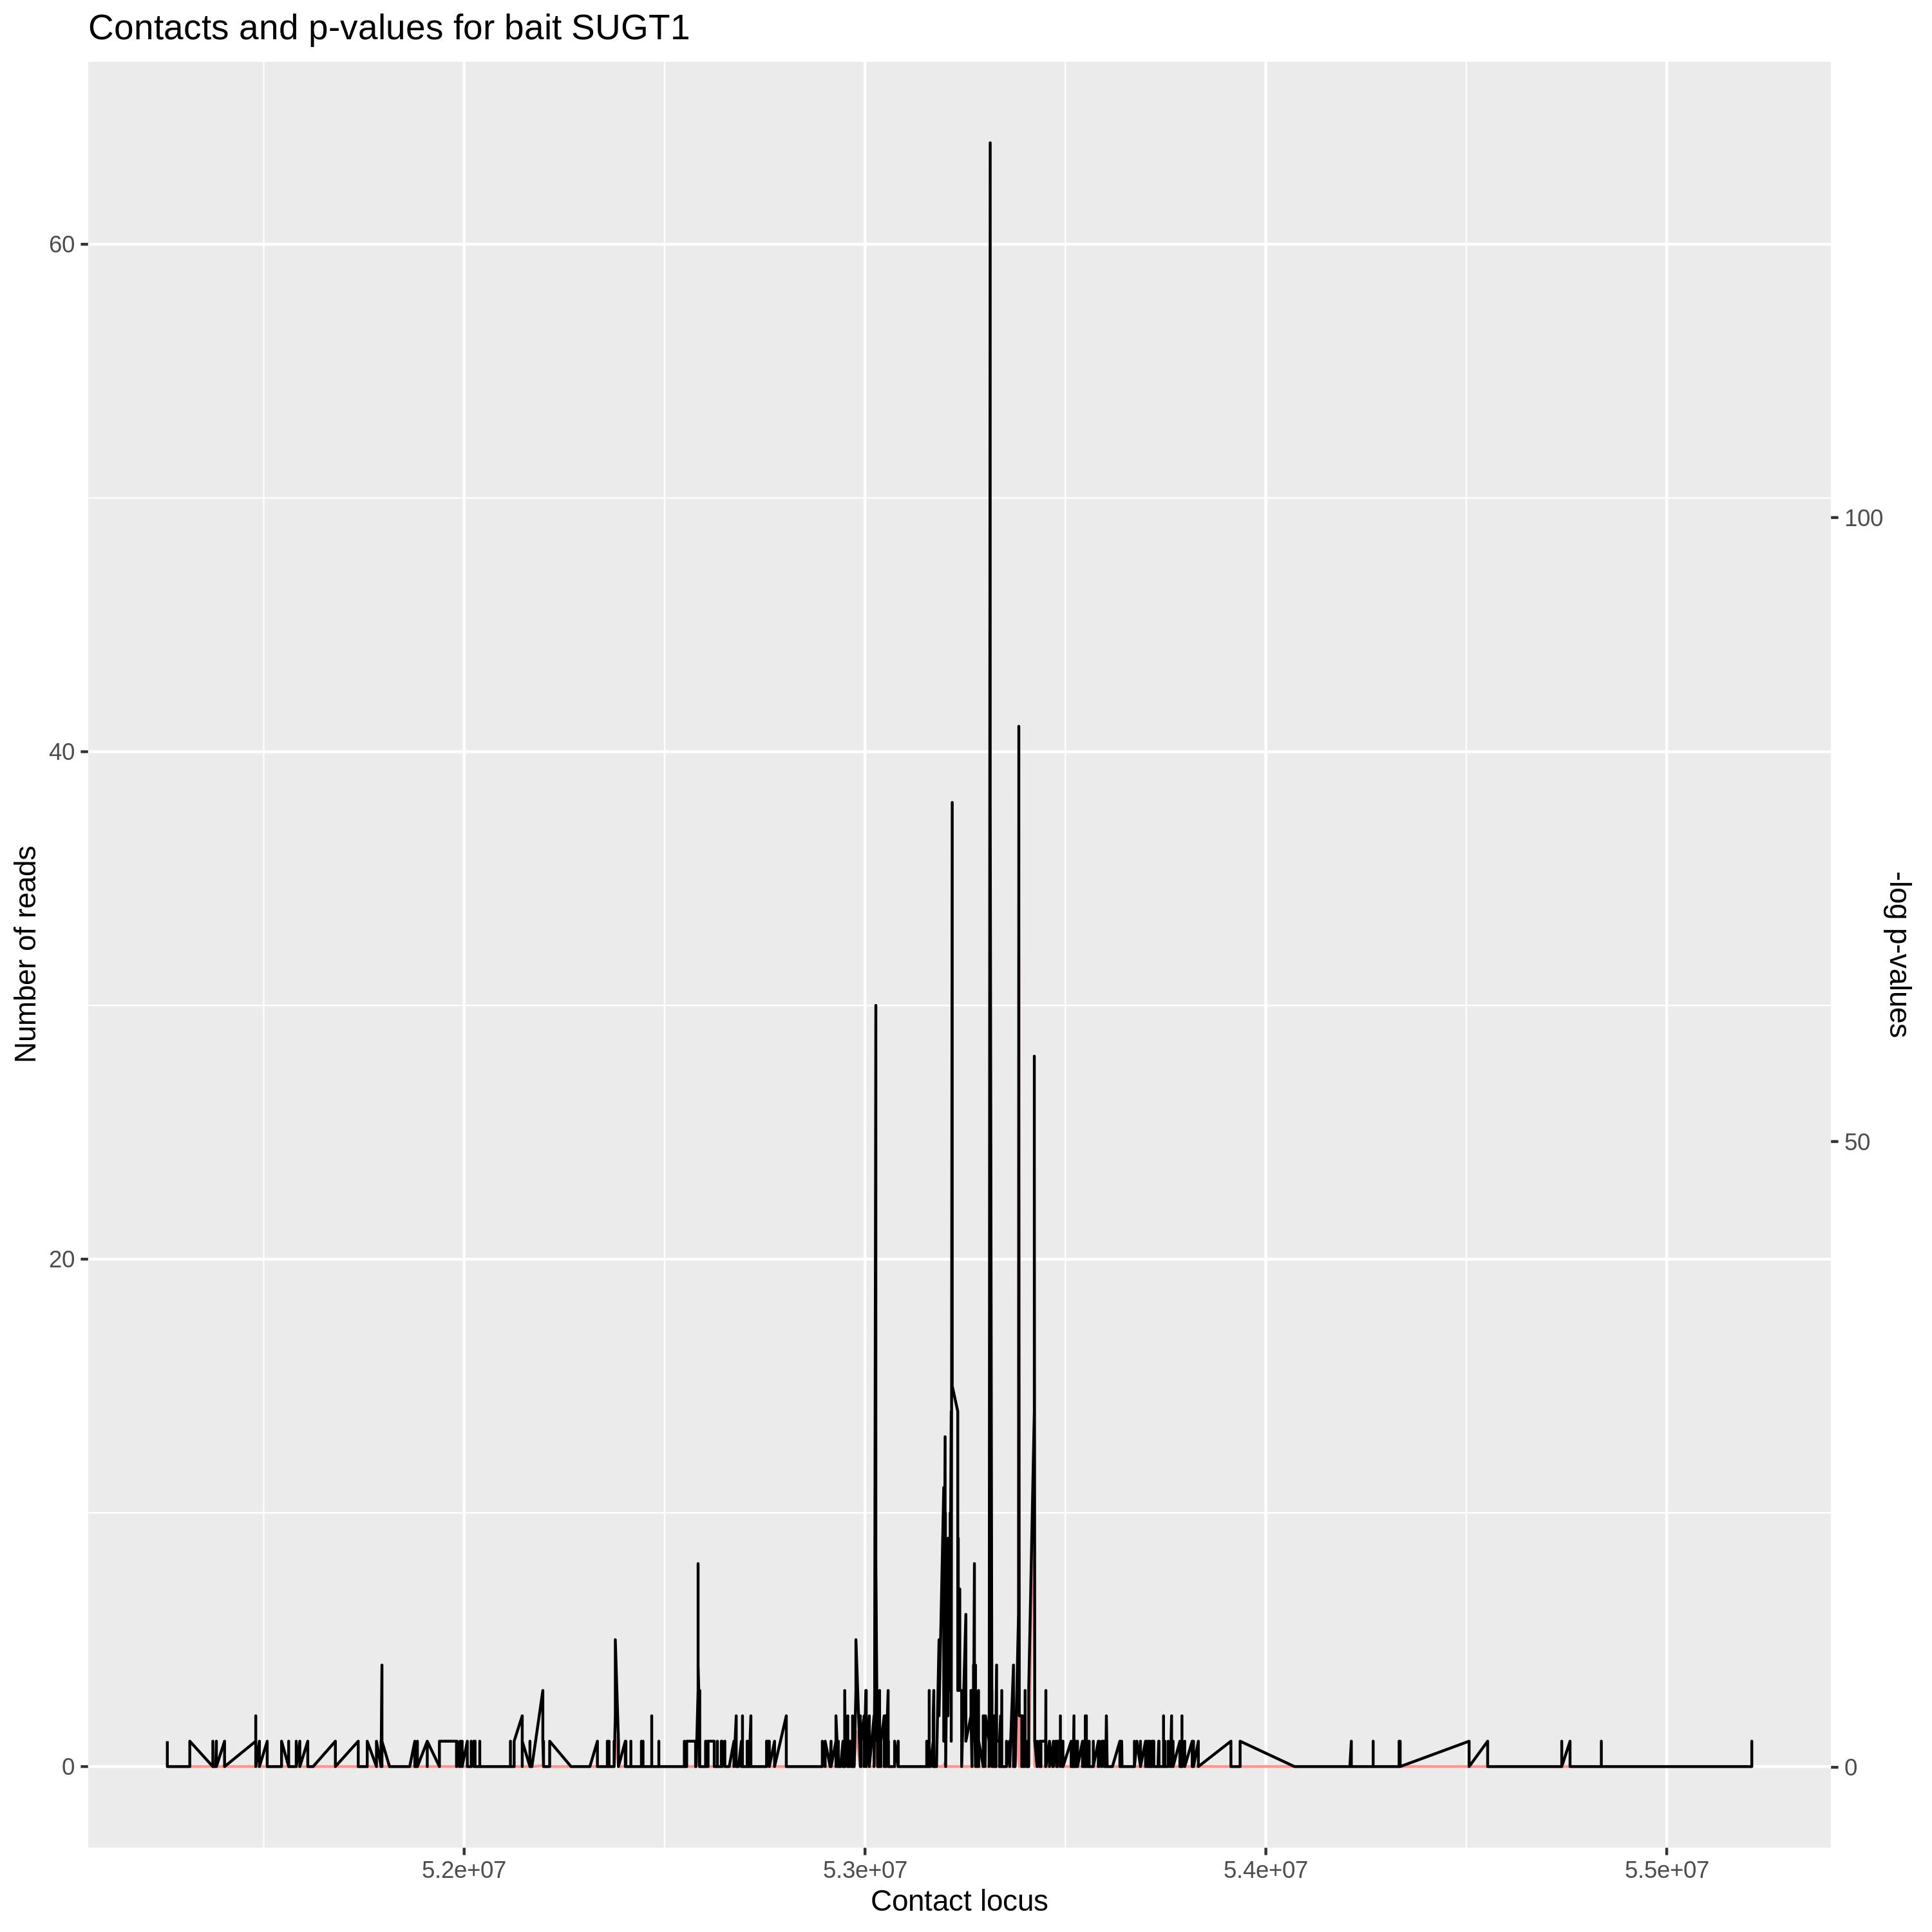 Contacts and p-values for bait SUGT1
60
40
20
0
Number of reads
100
50
0
-log p-values
5.2e+07
5.3e+07
5.4e+07
5.5e+07
Contact locus